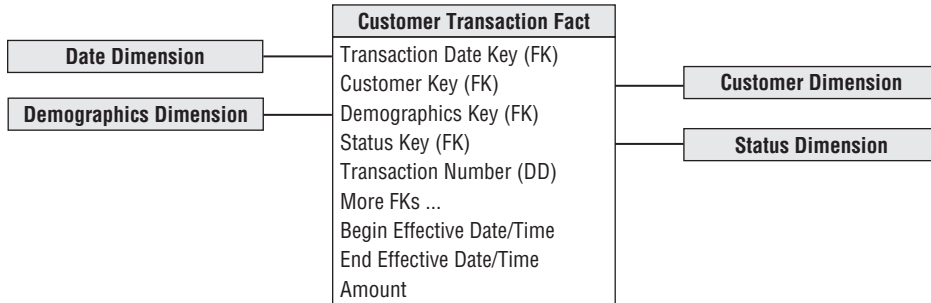 Customer Transaction Fact
Date Dimension
Demographics Dimension
Transaction Date Key (FK)
Customer Key (FK)
Demographics Key (FK)
Status Key (FK)
Transaction Number (DD)
More FKs ...
Begin Effective Date/Time
End Effective Date/Time
Amount
Customer Dimension
Status Dimension